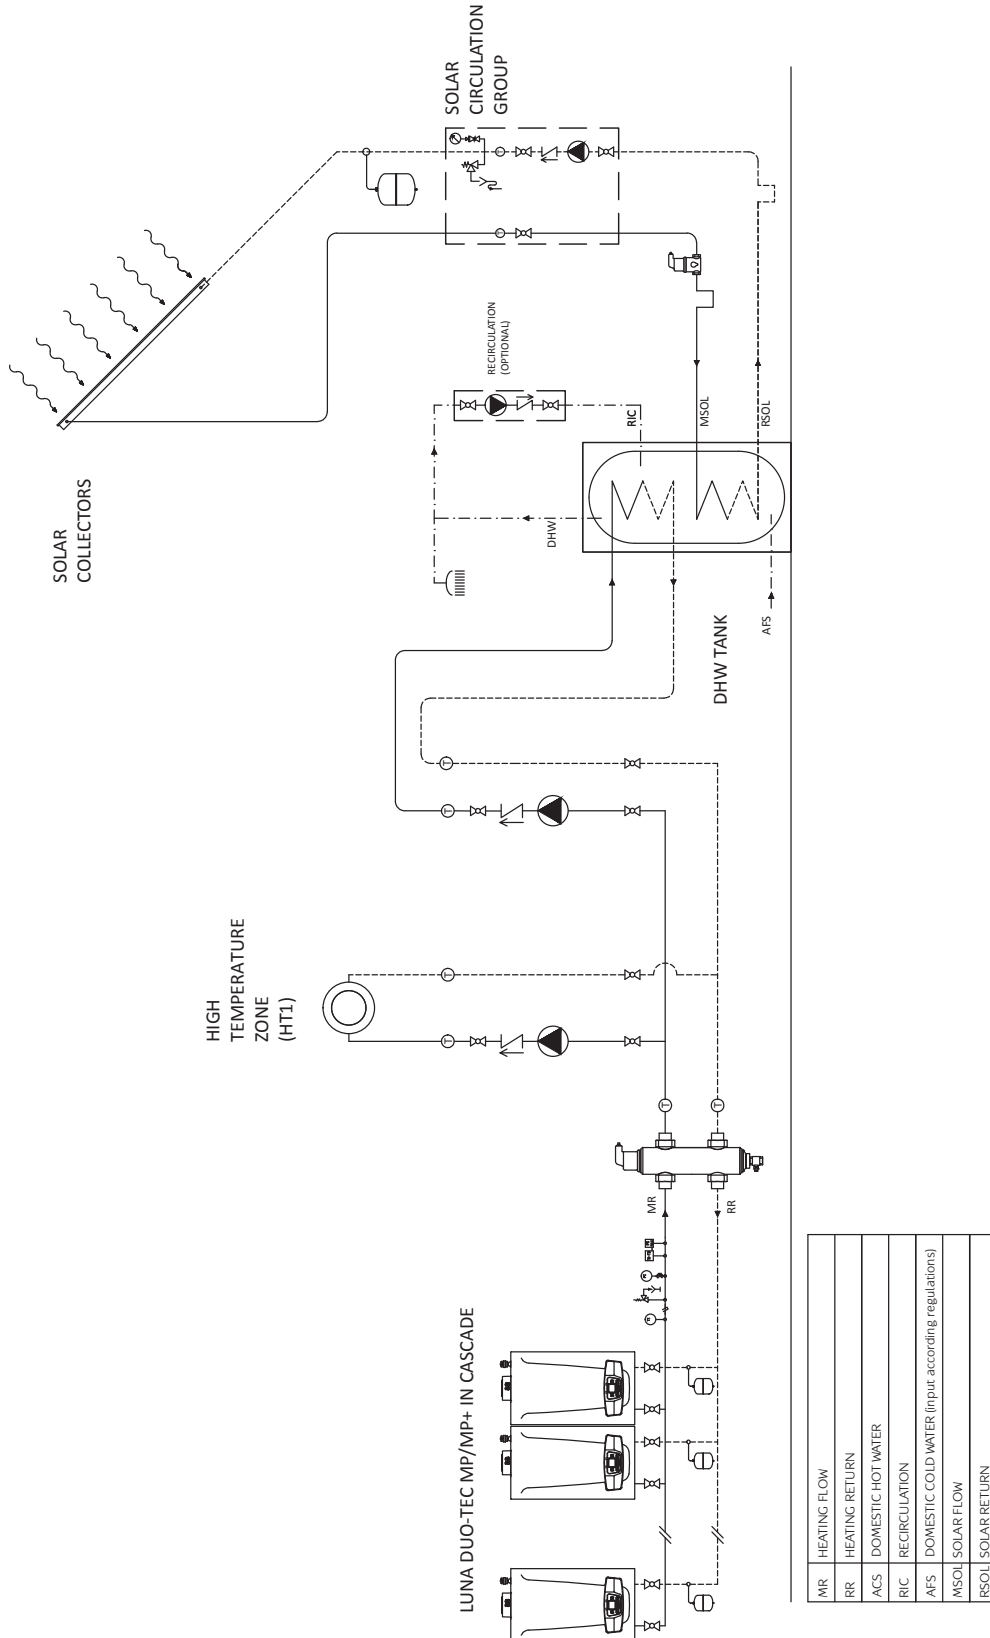 SOLAR
COLLECTORS
SOLAR
CIRCULATION
GROUP
HIGH
TEMPERATURE
ZONE
(HT1)
RECIRCULATION
(OPTIONAL)
LUNA DUO-TEC MP/MP+ IN CASCADE
MR
RR
DHW
RIC
MSOL
RSOL
DHW TANK
AFS
T
T
T
T
T
T
T
T
MR HEATING FLOW
RR HEATING RETURN
ACS DOMESTIC HOT WATER
RIC RECIRCULATION
AFS DOMESTIC COLD WATER (input according regulations)
MSOL SOLAR FLOW
RSOL SOLAR RETURN